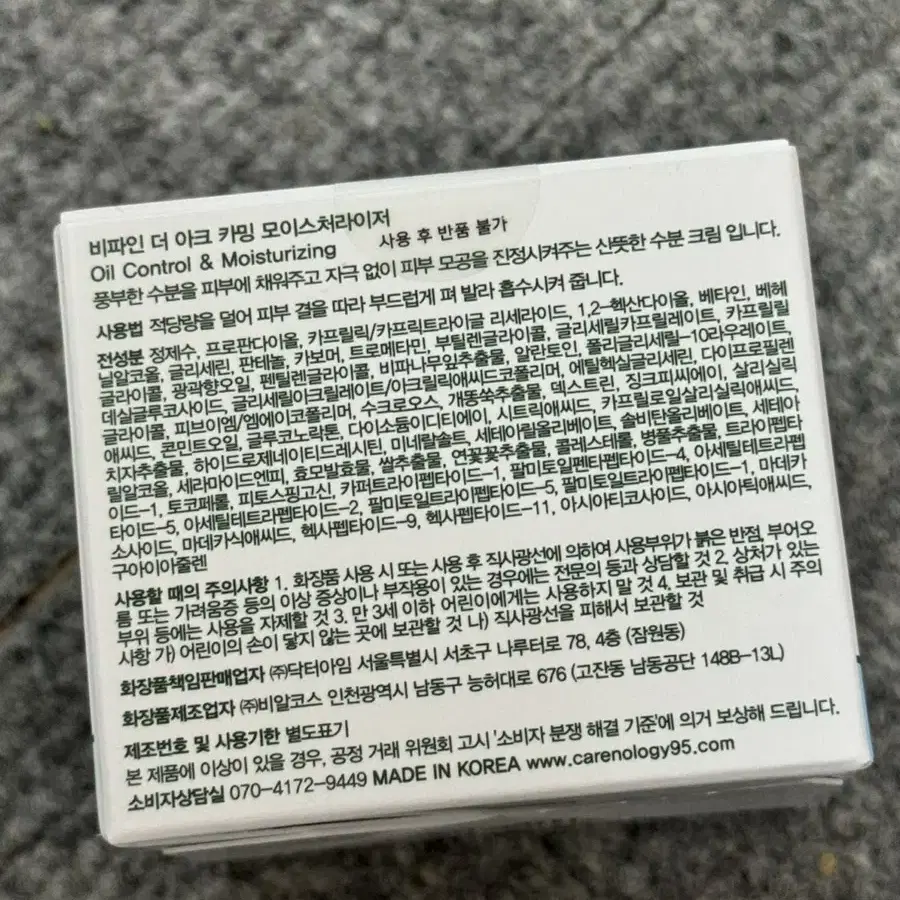 비파인 더 아크 카밍 모이스처라이저
Oil Control & Moisturizing
사용 후 반품 불가
풍부한 수분을 피부에 채워주고 자극 없이 피부 모공을 진정시켜주는 산뜻한 수분 크림 입니다.
사용법 적당량을 덜어 피부 결을 따라 부드럽게 펴 발라 흡수시켜 줍니다.
전성분 정제수, 프로판다이올, 카프릴릭/카프릭트라이글 리세라이드, 1,2-헥산다이올, 베타인, 베헤
닐알코올, 글리세린, 판테놀, 카보머, 트로메타민, 부틸렌글라이콜, 글리세릴카프릴레이트, 카프릴릴
글라이콜, 광곽향오일, 펜틸렌글라이콜, 비파나무잎추출물, 알란토인, 폴리글리세릴-10라우레이트,
데실글루코사이드, 글리세릴아크릴레이트/아크릴릭애씨드코폴리머, 에틸헥실글리세린, 다이프로필렌
글라이콜, 피브이엠/엠에이코폴리머, 수크로오스, 개똥쑥추출물, 덱스트린, 징크피씨에이, 살리실릭
애씨드, 콘민트오일, 글루코노락톤, 다이소듐이디티에이, 시트릭애씨드, 카프릴로일살리실릭애씨드,
치자추출물, 하이드로제네이티드레시틴, 미네랄솔트, 세테아릴올리베이트, 솔비탄올리베이트, 세테아
릴알코올, 세라마이드엔피, 효모발효물, 쌀추출물, 연꽃꽃추출물, 콜레스테롤, 병풀추출물, 트라이펩타
이드-1, 토코페롤, 피토스핑고신, 카퍼트라이펩타이드-1, 팔미토일펜타펩타이드-4, 아세틸테트라펩
타이드-5, 아세틸테트라펩타이드-2, 팔미토일트라이펩타이드-5, 팔미토일트라이펩타이드-1, 마데카
소사이드, 마데카식애씨드, 헥사펩타이드-9, 헥사펩타이드-11, 아시아티코사이드, 아시아틱애씨드,
구아이아줄렌
사용할 때의 주의사항 1. 화장품 사용 시 또는 사용 후 직사광선에 의하여 사용부위가 붉은 반점, 부어오
름 또는 가려움증 등의 이상 증상이나 부작용이 있는 경우에는 전문의 등과 상담할 것 2. 상처가 있는
부위 등에는 사용을 자제할 것 3. 만 3세 이하 어린이에게는 사용하지 말 것 4. 보관 및 취급 시 주의
사항 가) 어린이의 손이 닿지 않는 곳에 보관할 것 나) 직사광선을 피해서 보관할 것
화장품책임판매업자 ㈜닥터아임 서울특별시 서초구 나루터로 78, 4층 (잠원동)
화장품제조업자 ㈜비알코스 인천광역시 남동구 능허대로 676 (고잔동 남동공단 148B-13L)
제조번호 및 사용기한 별도표기
본 제품에 이상이 있을 경우, 공정 거래 위원회 고시 '소비자 분쟁 해결 기준'에 의거 보상해 드립니다.
소비자상담실 070-4172-9449 MADE IN KOREA www.carenology95.com